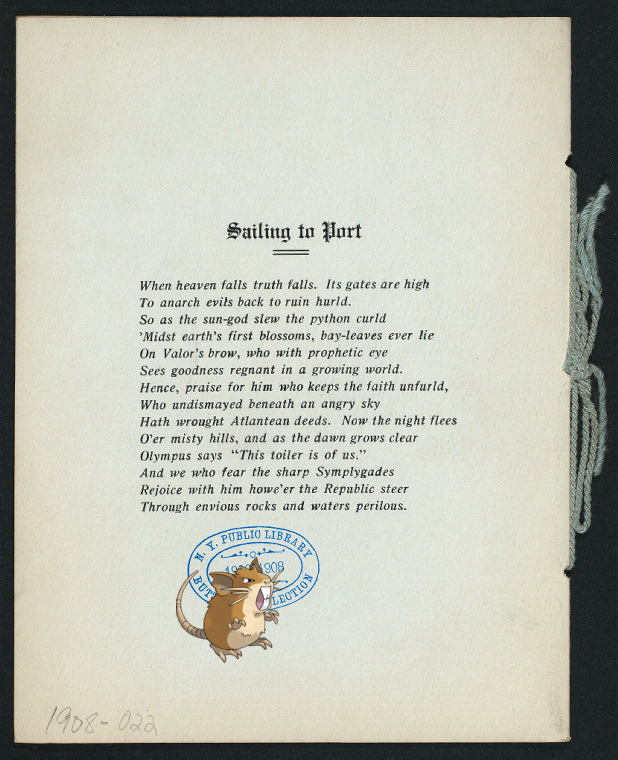 Sailing to Port
When heaven falls truth falls. Its gates are high
To anarch evils back to ruin hurld.
So as the sun-god slew the python curld
'Midst earth's first blossoms, bay-leaves ever lie
On Valor's brow, who with prophetic eye
Sees goodness regnant in a growing world.
Hence, praise for him who keeps the faith unfurld,
Who undismayed beneath an angry sky
Hath wrought Atlantean deeds. Now the night flees
O'er misty hills, and as the dawn grows clear
Olympus says "This toiler is of us."
And we who fear the sharp Symplygades
Rejoice with him howe'er the Republic steer
Through envious rocks and waters perilous.
N. Y. PUBLIC LIBRARY
1908
1908-022